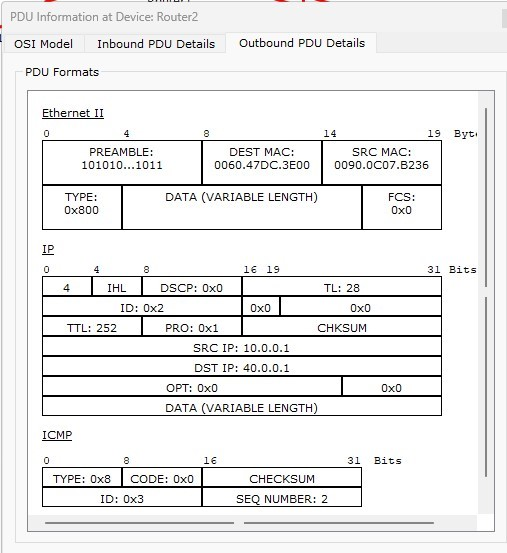 PDU Information at Device: Router2
OSI Model Inbound PDU Details Outbound PDU Details
PDU Formats
Ethernet II
0 4 8 14 19
PREAMBLE: DEST MAC: SRC MAC:
101010...1011 0060.47DC.3E00 0090.0C07.B236
TYPE: DATA (VARIABLE LENGTH) FCS:
0x800 0x0
IP
0 4 8 16 19 31 Bits
4 IHL DSCP: 0x0 TL: 28
ID: 0x2 0x0 0x0
TTL: 252 PRO: 0x1 CHKSUM
SRC IP: 10.0.0.1
DST IP: 40.0.0.1
OPT: 0x0 0x0
DATA (VARIABLE LENGTH)
ICMP
0 8 16 31 Bits
TYPE: 0x8 CODE: 0x0 CHECKSUM
ID: 0x3 SEQ NUMBER: 2